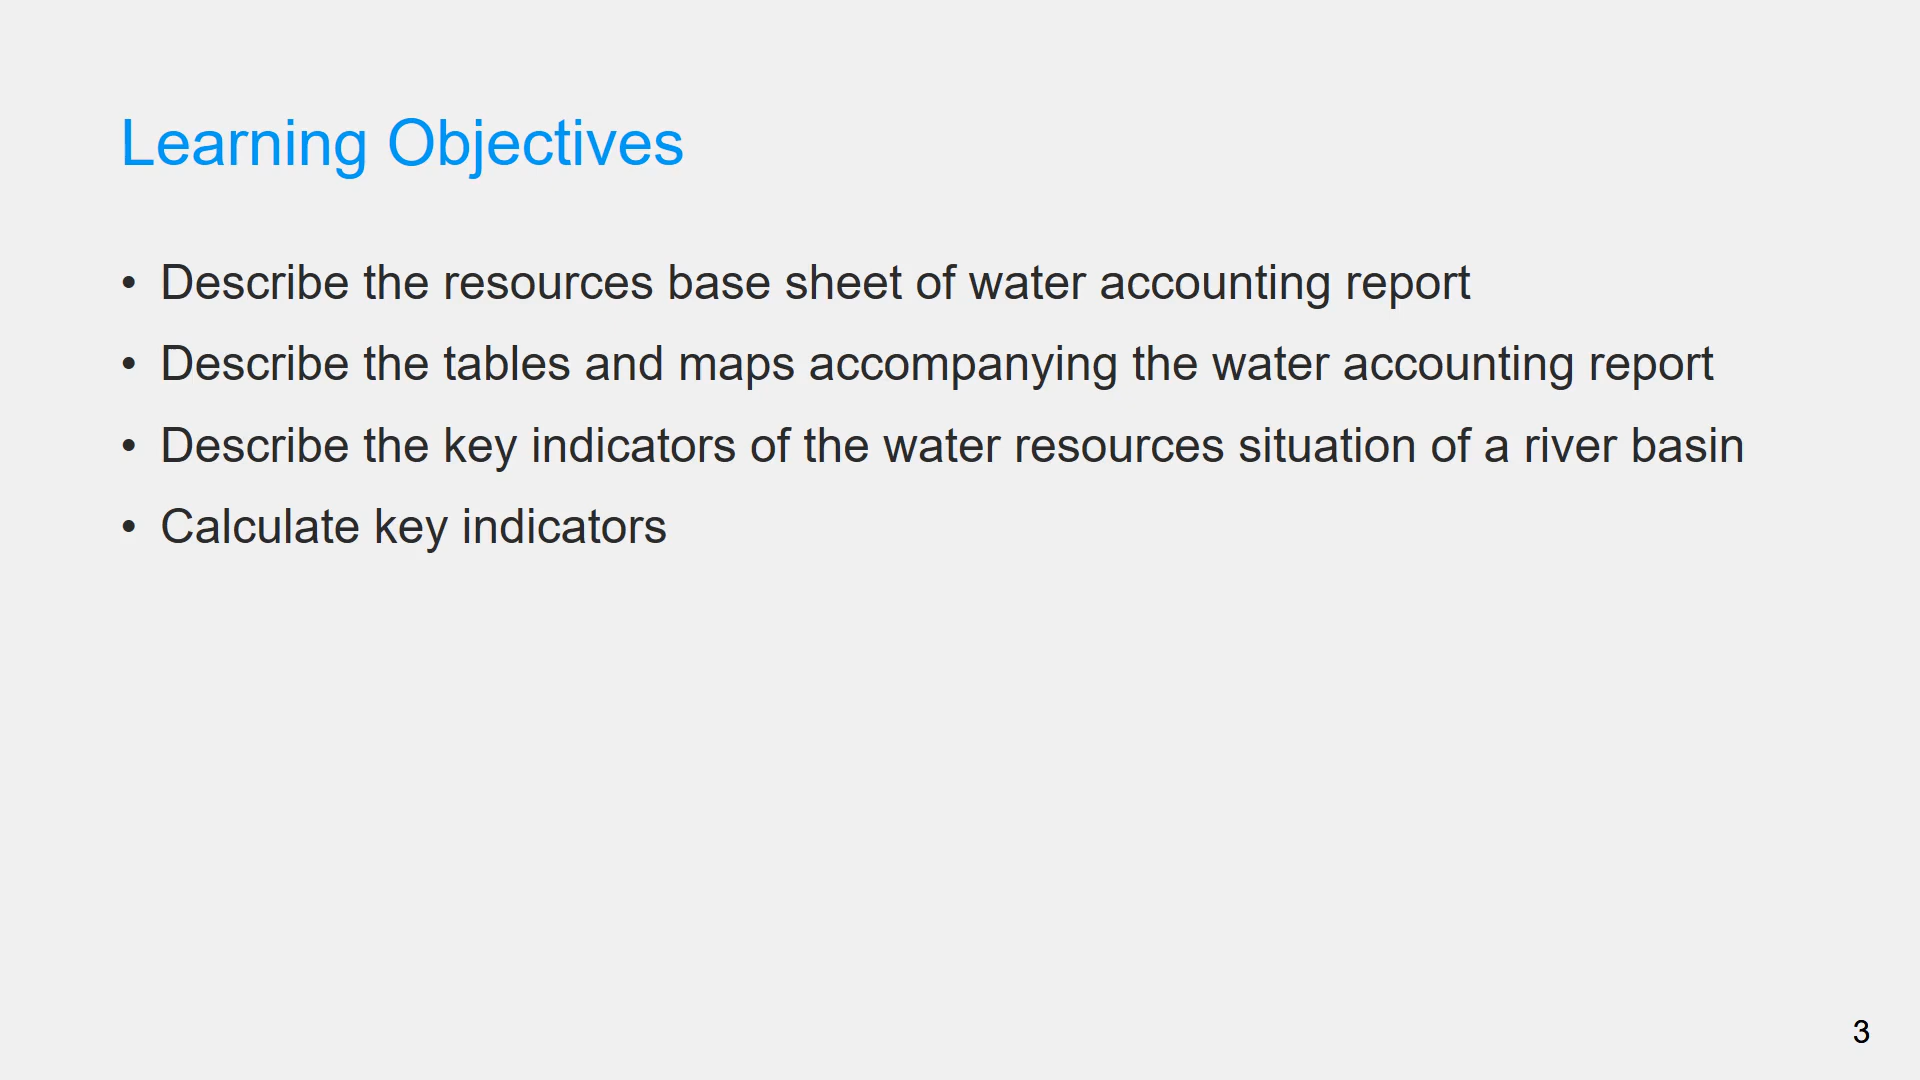 Learning Objectives
• Describe the resources base sheet of water accounting report
• Describe the tables and maps accompanying the water accounting report
• Describe the key indicators of the water resources situation of a river basin
• Calculate key indicators
3